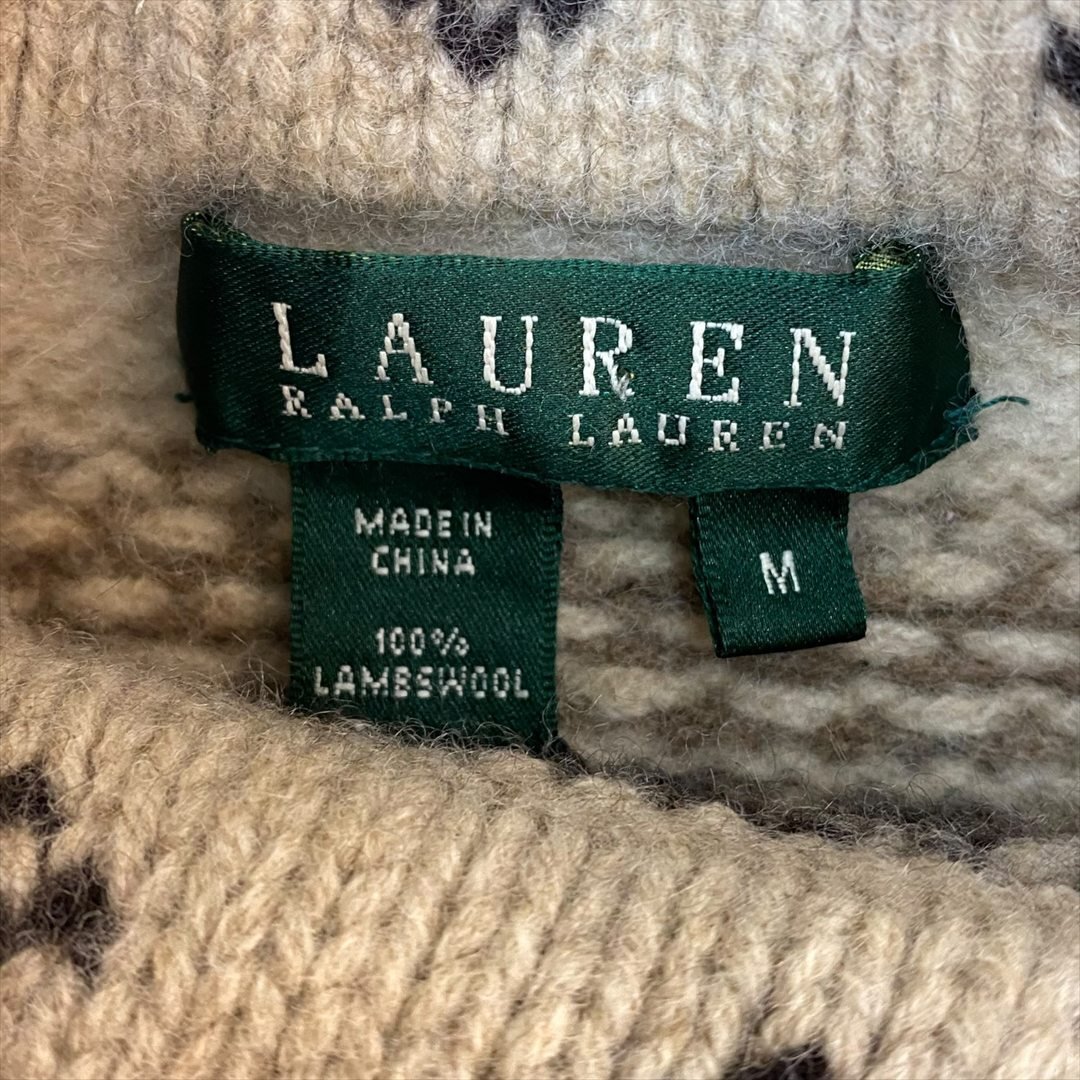 LAUREN
RALPH LAUREN
MADE IN
CHINA
100%
LAMBSWOOL
M